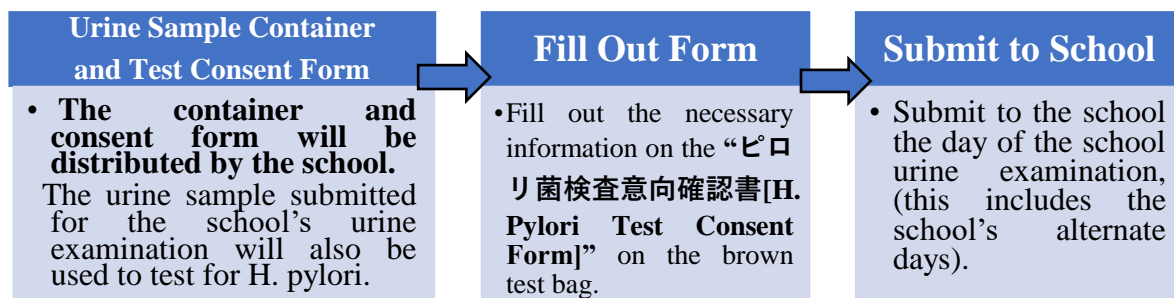 Urine Sample Container
and Test Consent Form
• The container and
consent form will be
distributed by the school.
The urine sample submitted
for the school's urine
examination will also be
used to test for H. pylori.
Fill Out Form
•Fill out the necessary
information on the “ピロ
リ菌検査意向確認書[H.
Pylori Test Consent
Form]” on the brown
test bag.
Submit to School
• Submit to the school
the day of the school
urine examination,
(this includes the
school's alternate
days).